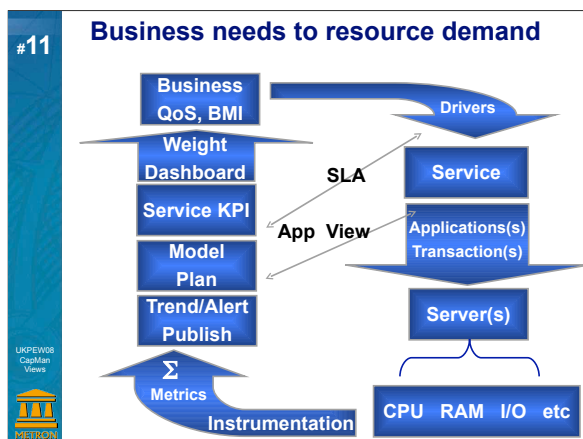 #11
Business needs to resource demand
Business
QoS, BMI
Drivers
Weight
Dashboard
SLA
Service
Service KPI
App View
Applications(s)
Transaction(s)
Model
Plan
Trend/Alert
Publish
Server(s)
Σ
Metrics
Instrumentation
CPU RAM I/O etc
UKPEW08
CapMan
Views
METRON